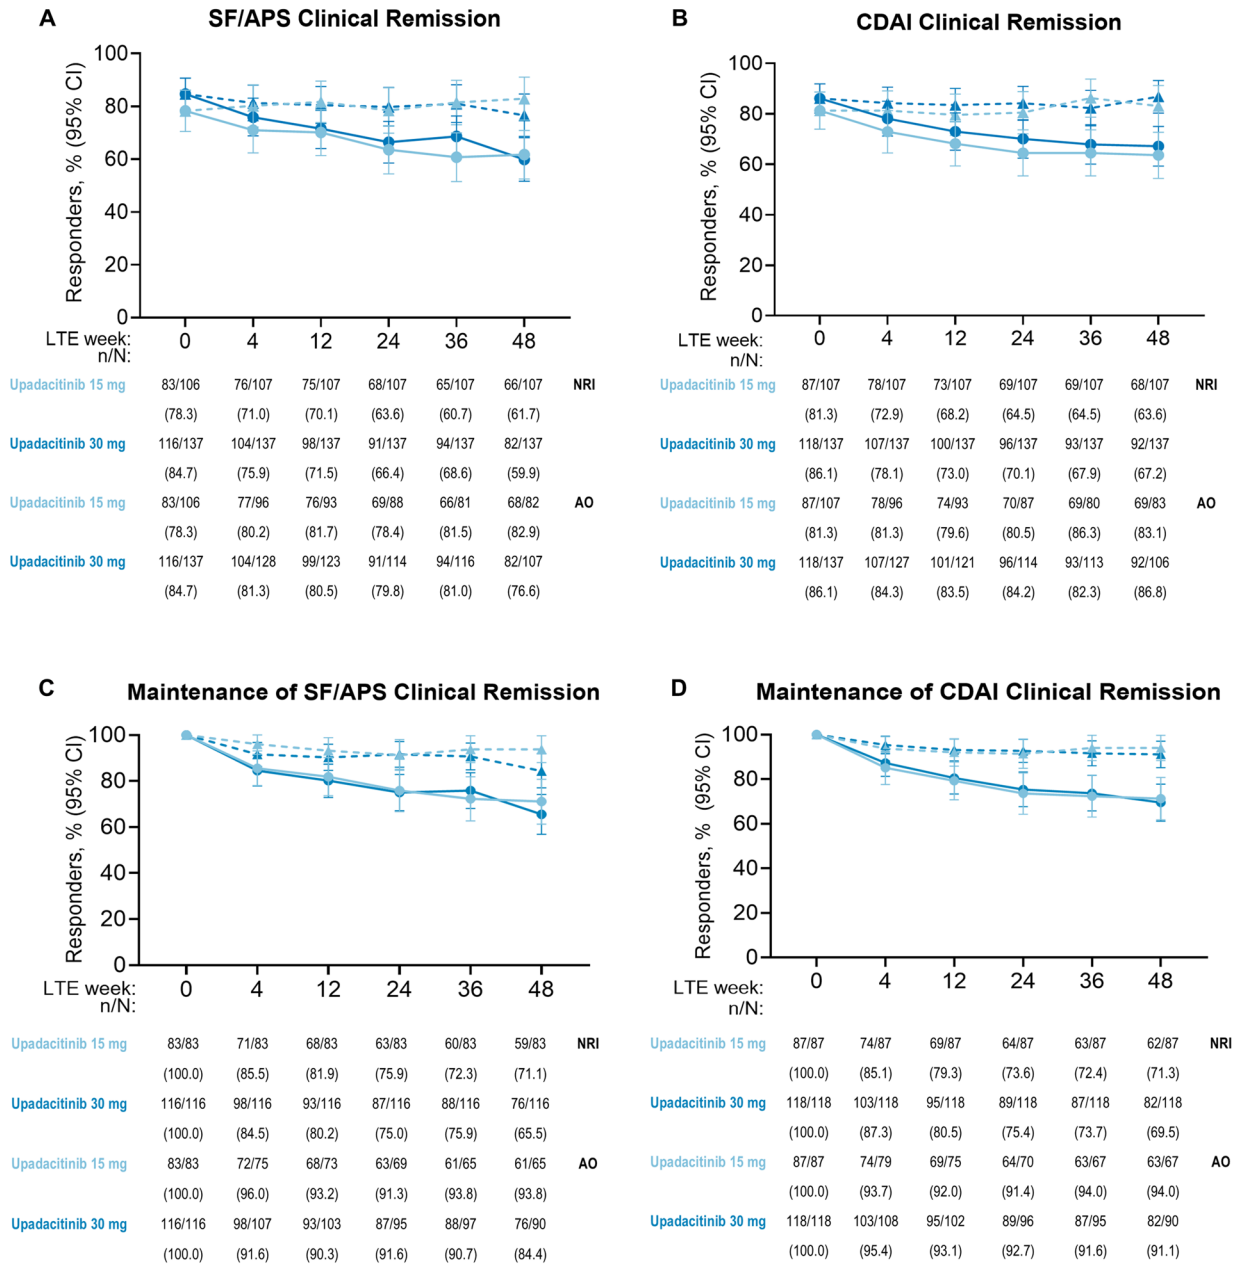 A
SF/APS Clinical Remission
Responders, % (95% CI)
100
80
60
40
20
0
LTE week: 0 4 12 24 36 48
n/N:
Upadacitinib 15 mg 83/106 76/107 75/107 68/107 65/107 66/107 NRI
(78.3) (71.0) (70.1) (63.6) (60.7) (61.7)
Upadacitinib 30 mg 116/137 104/137 98/137 91/137 94/137 82/137
(84.7) (75.9) (71.5) (66.4) (68.6) (59.9)
Upadacitinib 15 mg 83/106 77/96 76/93 69/88 66/81 68/82 AO
(78.3) (80.2) (81.7) (78.4) (81.5) (82.9)
Upadacitinib 30 mg 116/137 104/128 99/123 91/114 94/116 82/107
(84.7) (81.3) (80.5) (79.8) (81.0) (76.6)
B
CDAI Clinical Remission
Responders, % (95% CI)
100
80
60
40
20
0
LTE week: 0 4 12 24 36 48
n/N:
Upadacitinib 15 mg 87/107 78/107 73/107 69/107 69/107 68/107 NRI
(81.3) (72.9) (68.2) (64.5) (64.5) (63.6)
Upadacitinib 30 mg 118/137 107/137 100/137 96/137 93/137 92/137
(86.1) (78.1) (73.0) (70.1) (67.9) (67.2)
Upadacitinib 15 mg 87/107 78/96 74/93 70/87 69/80 69/83 AO
(81.3) (81.3) (79.6) (80.5) (86.3) (83.1)
Upadacitinib 30 mg 118/137 107/127 101/121 96/114 93/113 92/106
(86.1) (84.3) (83.5) (84.2) (82.3) (86.8)
C
Maintenance of SF/APS Clinical Remission
Responders, % (95% CI)
100
80
60
40
20
0
LTE week: 0 4 12 24 36 48
n/N:
Upadacitinib 15 mg 83/83 71/83 68/83 63/83 60/83 59/83 NRI
(100.0) (85.5) (81.9) (75.9) (72.3) (71.1)
Upadacitinib 30 mg 116/116 98/116 93/116 87/116 88/116 76/116
(100.0) (84.5) (80.2) (75.0) (75.9) (65.5)
Upadacitinib 15 mg 83/83 72/75 68/73 63/69 61/65 61/65 AO
(100.0) (96.0) (93.2) (91.3) (93.8) (93.8)
Upadacitinib 30 mg 116/116 98/107 93/103 87/95 88/97 76/90
(100.0) (91.6) (90.3) (91.6) (90.7) (84.4)
D
Maintenance of CDAI Clinical Remission
Responders, % (95% CI)
100
80
60
40
20
0
LTE week: 0 4 12 24 36 48
n/N:
Upadacitinib 15 mg 87/87 74/87 69/87 64/87 63/87 62/87 NRI
(100.0) (85.1) (79.3) (73.6) (72.4) (71.3)
Upadacitinib 30 mg 118/118 103/118 95/118 89/118 87/118 82/118
(100.0) (87.3) (80.5) (75.4) (73.7) (69.5)
Upadacitinib 15 mg 87/87 74/79 69/75 64/70 63/67 63/67 AO
(100.0) (93.7) (92.0) (91.4) (94.0) (94.0)
Upadacitinib 30 mg 118/118 103/108 95/102 89/96 87/95 82/90
(100.0) (95.4) (93.1) (92.7) (91.6) (91.1)